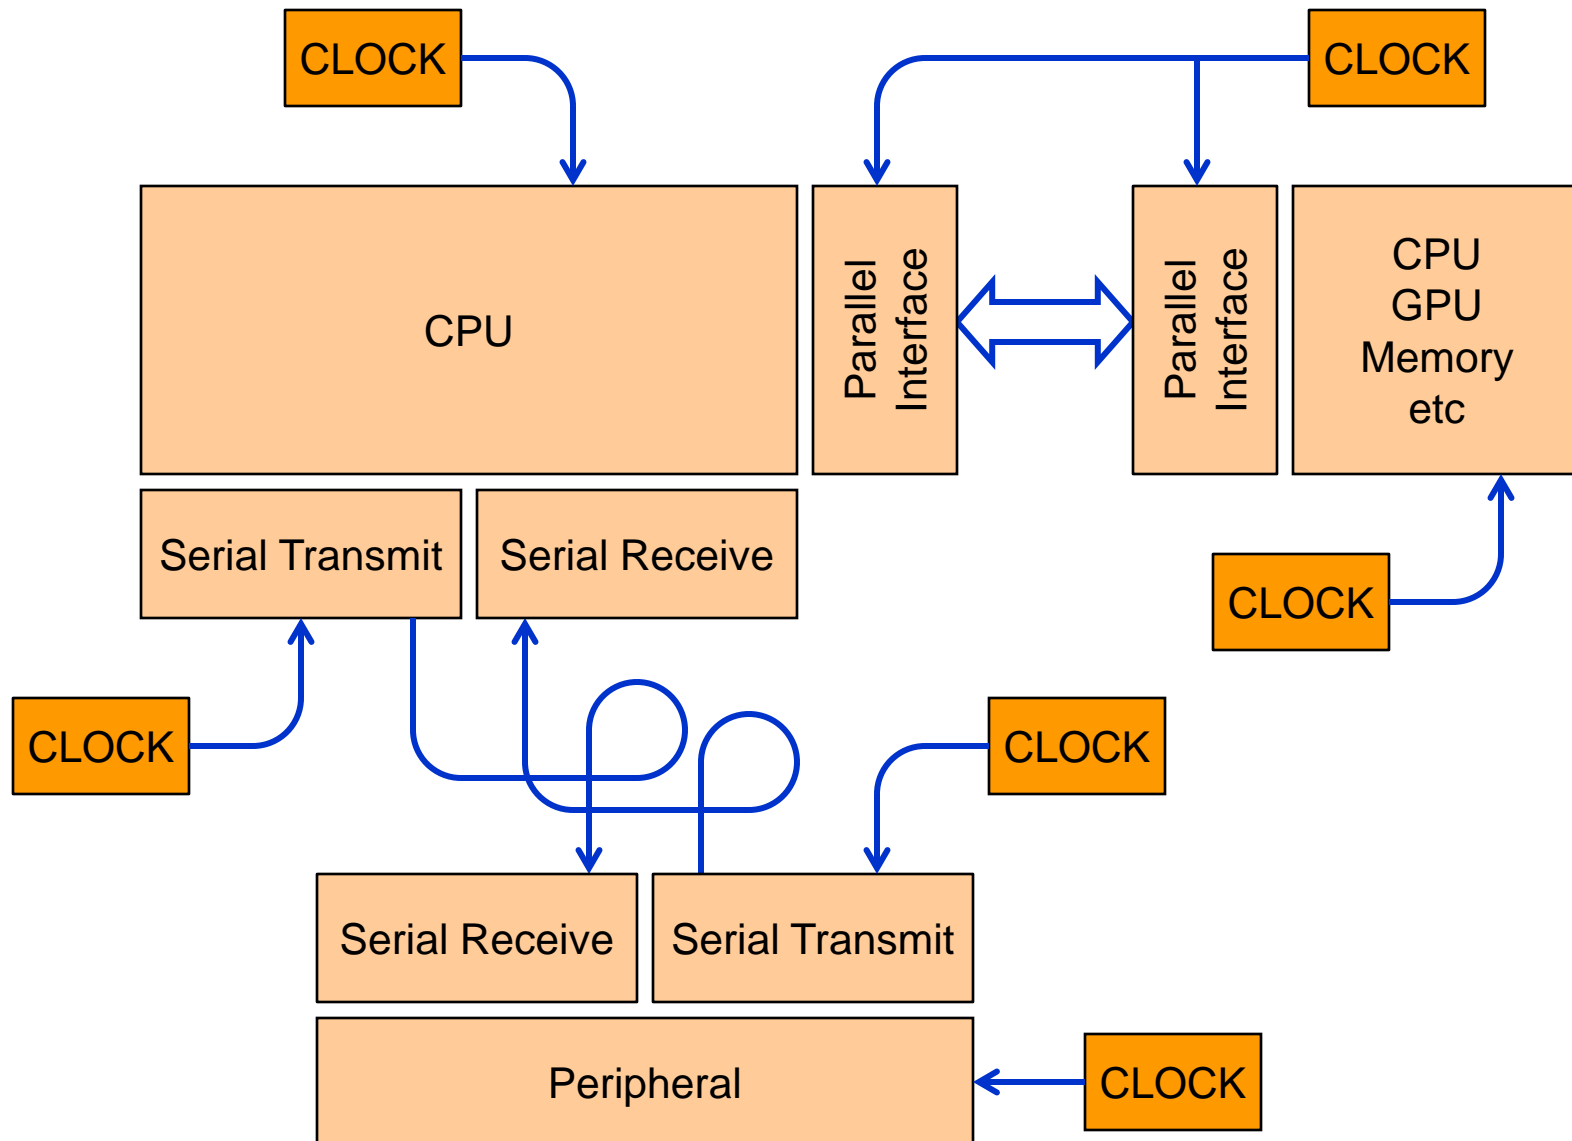 CLOCK
CLOCK
CPU
Parallel
Interface
Parallel
Interface
CPU
GPU
Memory
etc
Serial Transmit
Serial Receive
CLOCK
CLOCK
CLOCK
Serial Receive
Serial Transmit
Peripheral
CLOCK